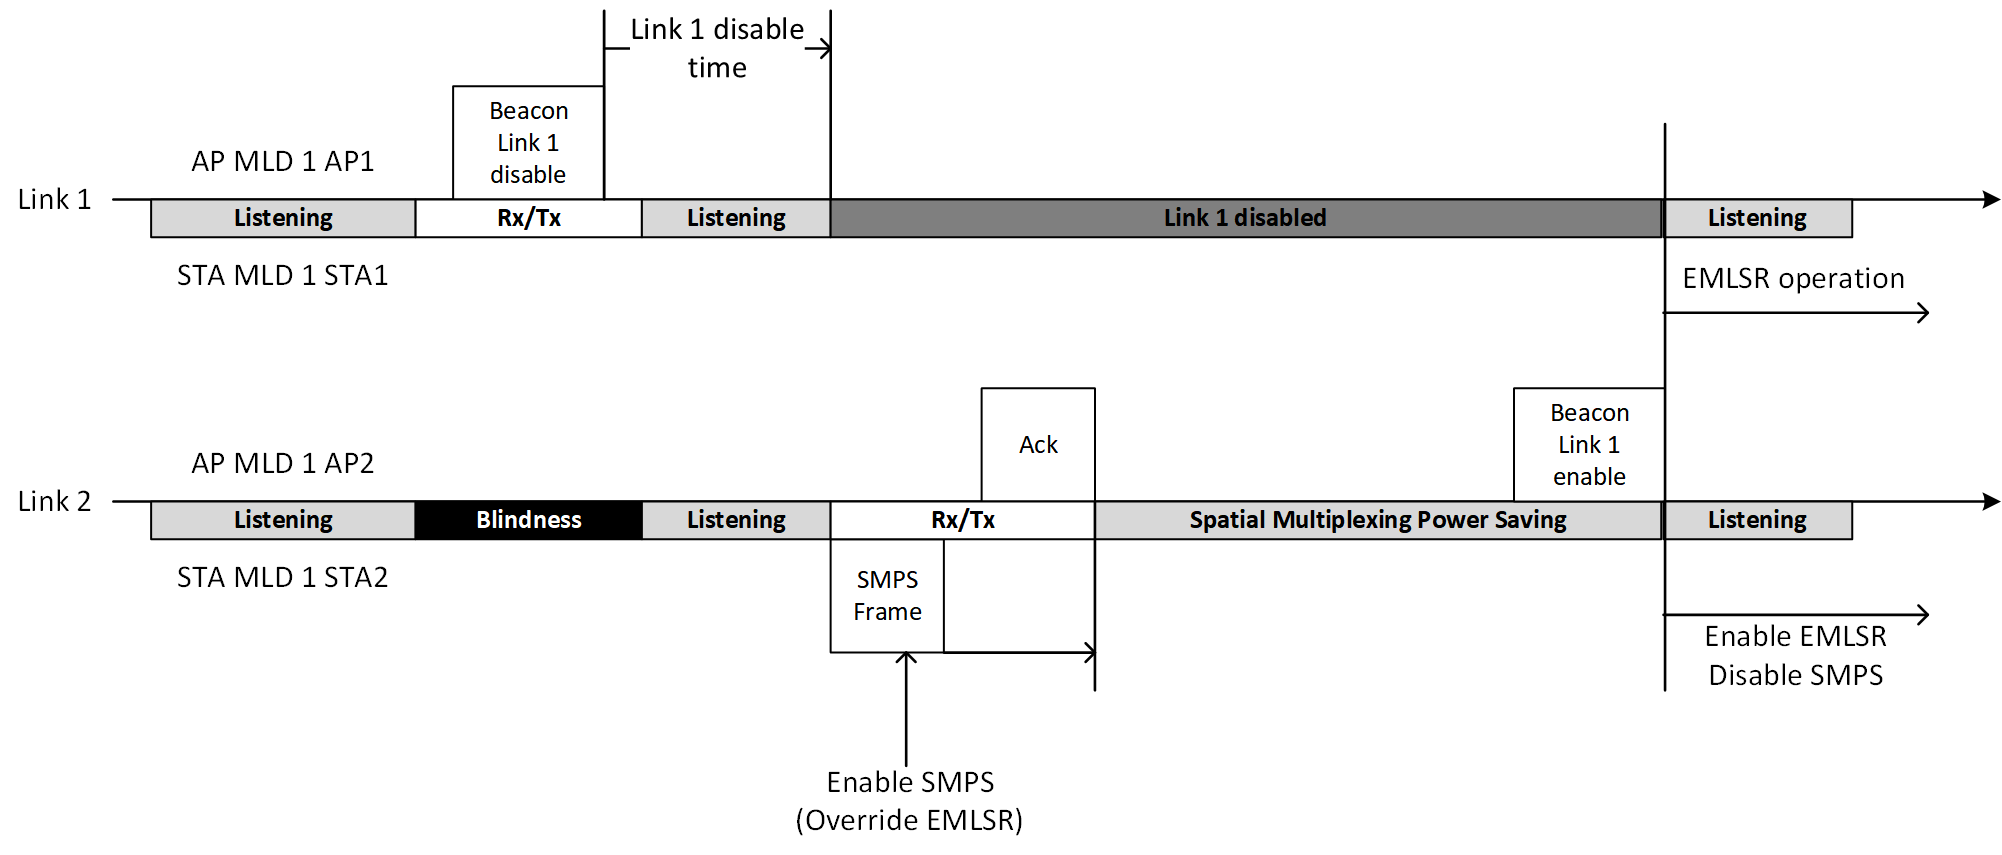 Link 1 disable
time
Beacon
Link 1
disable
AP MLD 1 AP1
Link 1
Listening
Rx/Tx
Listening
Link 1 disabled
Listening
STA MLD 1 STA1
EMLSR operation
Ack
Beacon
Link 1
enable
AP MLD 1 AP2
Link 2
Listening
Blindness
Listening
Rx/Tx
Spatial Multiplexing Power Saving
Listening
STA MLD 1 STA2
SMPS
Frame
Enable EMLSR
Disable SMPS
Enable SMPS
(Override EMLSR)